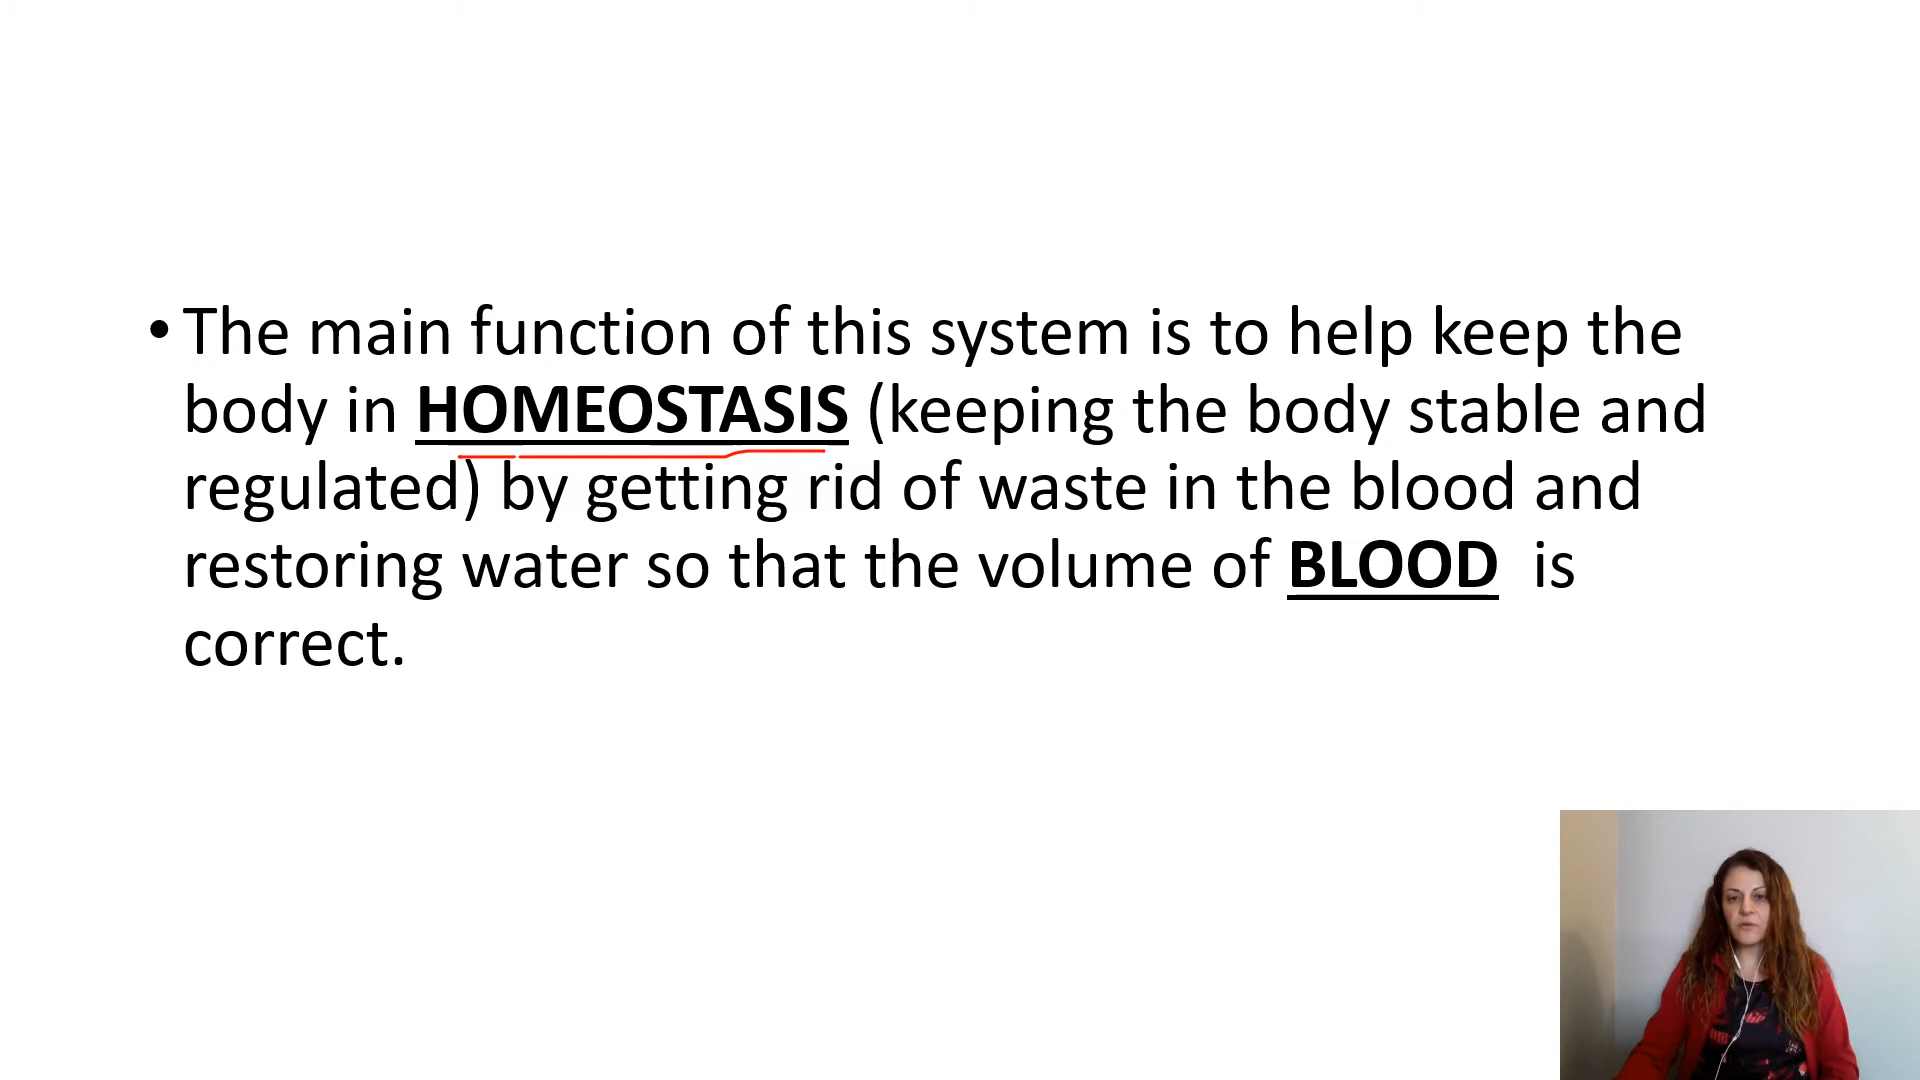 • The main function of this system is to help keep the
body in HOMEOSTASIS (keeping the body stable and
regulated) by getting rid of waste in the blood and
restoring water so that the volume of BLOOD  is
correct.